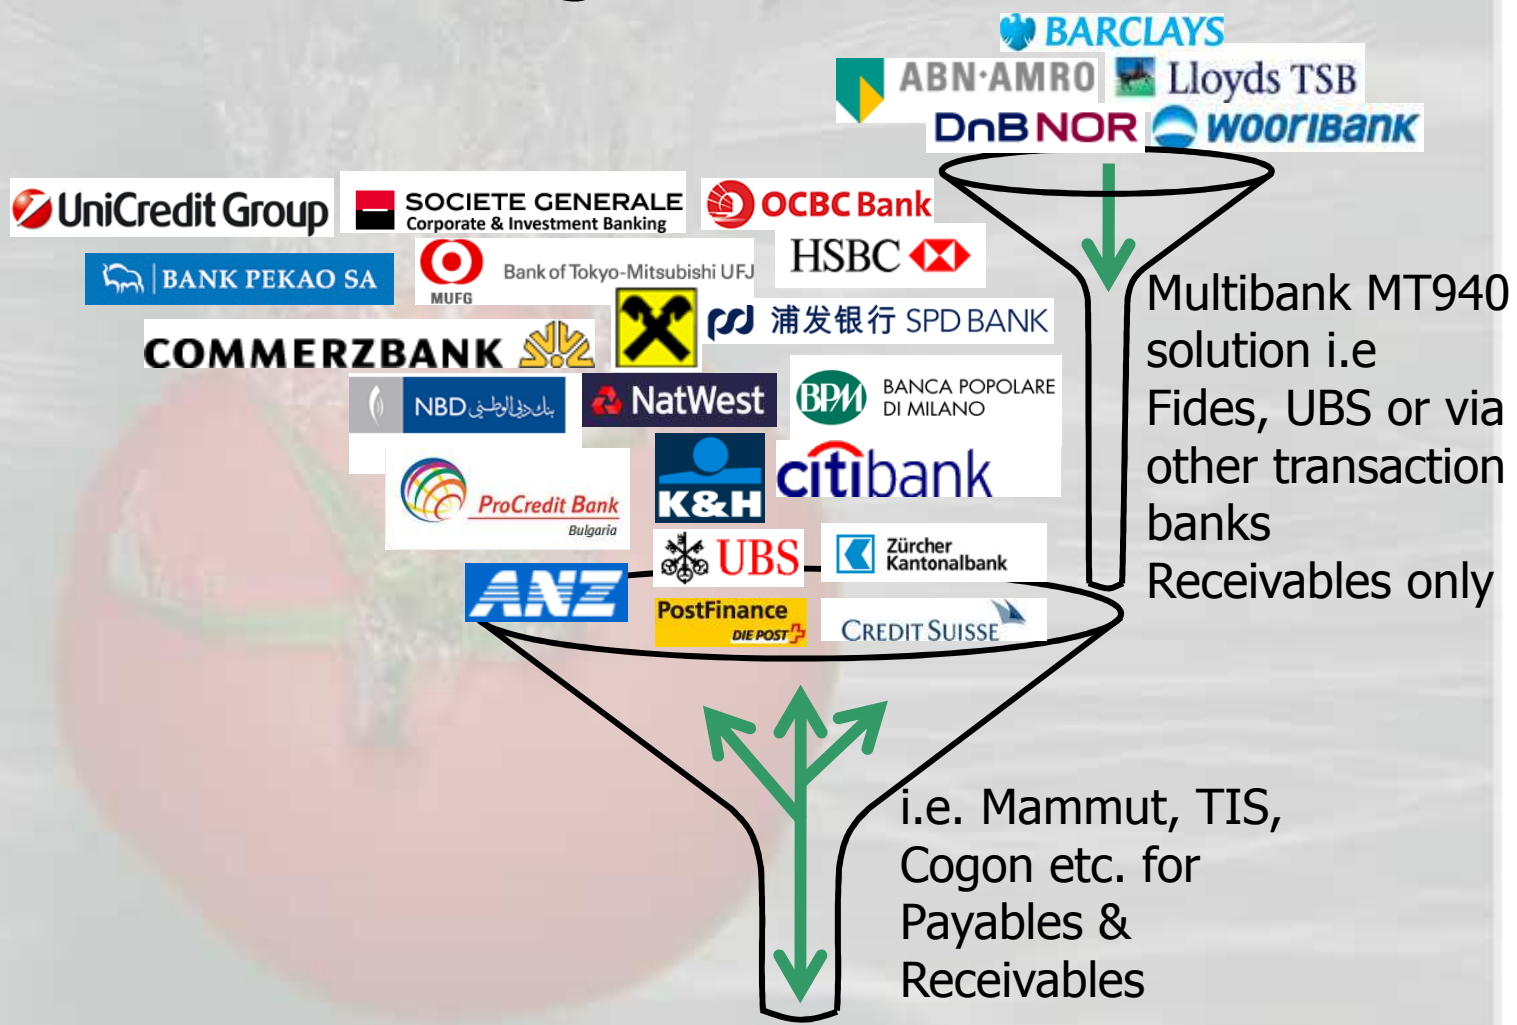 BARCLAYS
ABN·AMRO
Lloyds TSB
DnB NOR
WOORIBANK
UniCredit Group
SOCIETE GENERALE
Corporate & Investment Banking
OCBC Bank
BANK PEKAO SA
MUFG
Bank of Tokyo-Mitsubishi UFJ
HSBC
COMMERZBANK
浦发银行 SPD BANK
NBD بنك دبي الوطني
NatWest
BPM
BANCA POPOLARE
DI MILANO
ProCredit Bank
Bulgaria
K&H
citibank
UBS
Zürcher
Kantonalbank
ANZ
PostFinance
DIE POST
CREDIT SUISSE
Multibank MT940
solution i.e
Fides, UBS or via
other transaction
banks
Receivables only
i.e. Mammut, TIS,
Cogon etc. for
Payables &
Receivables